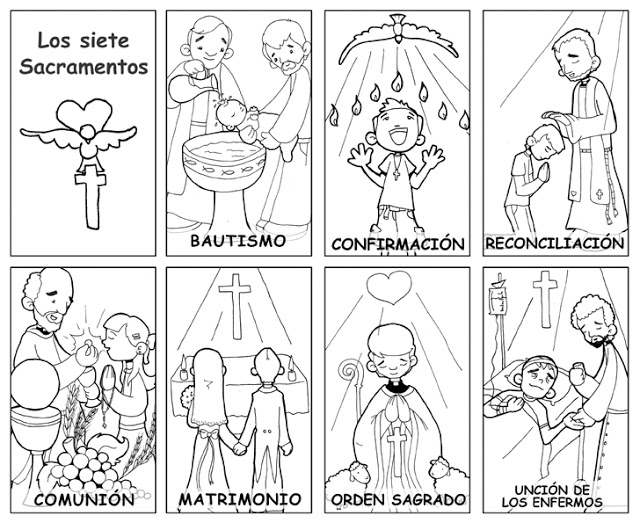 Los siete
Sacramentos
BAUTISMO
CONFIRMACIÓN
RECONCILIACIÓN
COMUNIÓN
MATRIMONIO
ORDEN SAGRADO
UNCIÓN DE
LOS ENFERMOS